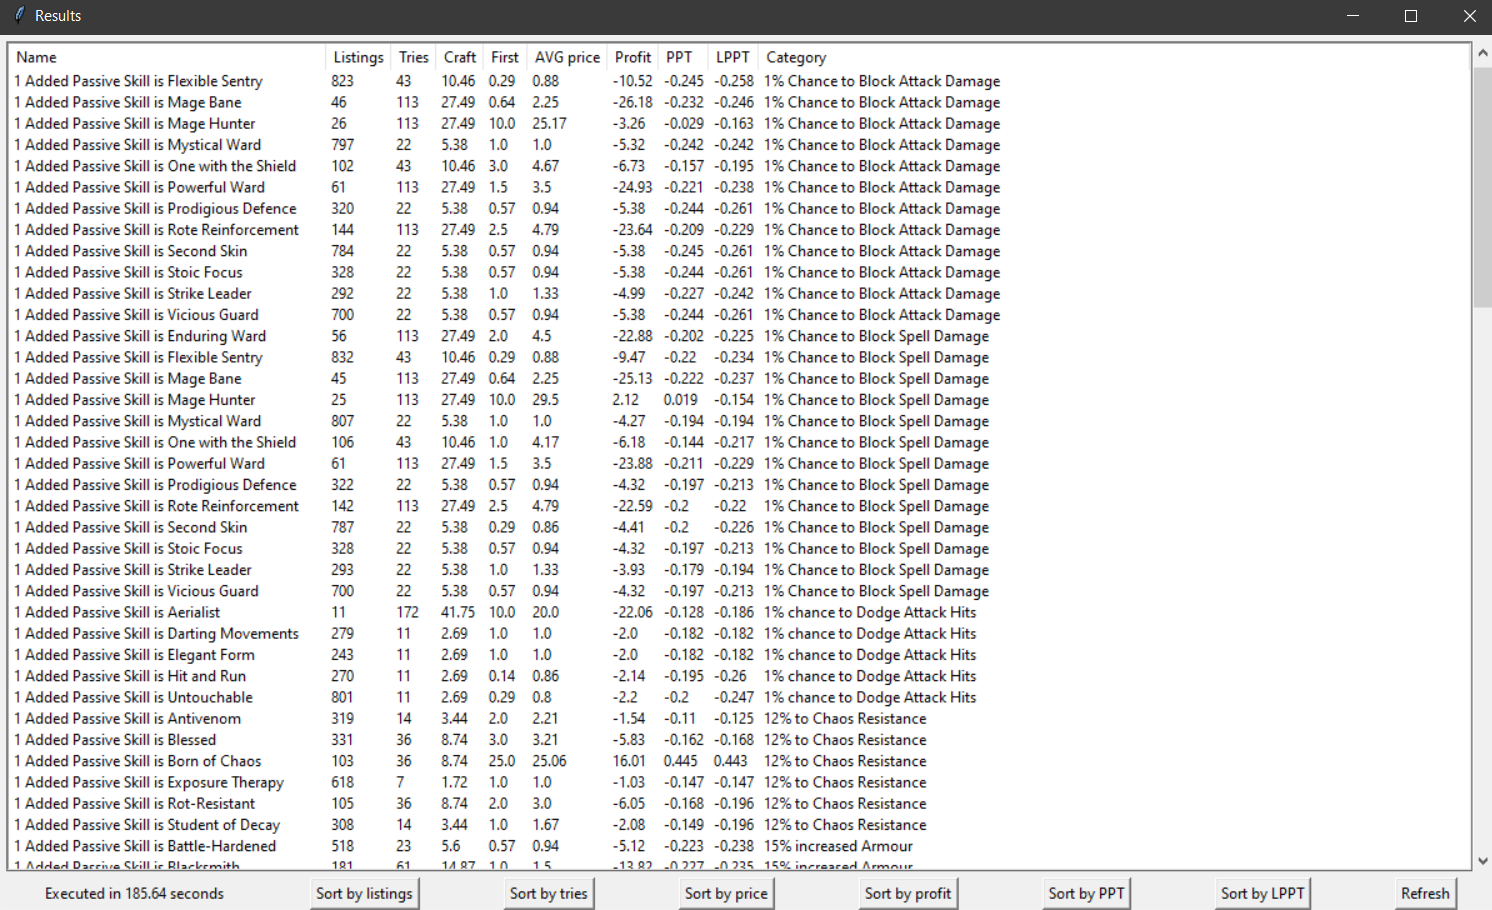 Results
Name Listings Tries Craft First AVG price Profit PPT LPPT Category
1 Added Passive Skill is Flexible Sentry 823 43 10.46 0.29 0.88 -10.52 -0.245 -0.258 1% Chance to Block Attack Damage
1 Added Passive Skill is Mage Bane 46 113 27.49 0.64 2.25 -26.18 -0.232 -0.246 1% Chance to Block Attack Damage
1 Added Passive Skill is Mage Hunter 26 113 27.49 10.0 25.17 -3.26 -0.029 -0.163 1% Chance to Block Attack Damage
1 Added Passive Skill is Mystical Ward 797 22 5.38 1.0 1.0 -5.32 -0.242 -0.242 1% Chance to Block Attack Damage
1 Added Passive Skill is One with the Shield 102 43 10.46 3.0 4.67 -6.73 -0.157 -0.195 1% Chance to Block Attack Damage
1 Added Passive Skill is Powerful Ward 61 113 27.49 1.5 3.5 -24.93 -0.221 -0.238 1% Chance to Block Attack Damage
1 Added Passive Skill is Prodigious Defence 320 22 5.38 0.57 0.94 -5.38 -0.244 -0.261 1% Chance to Block Attack Damage
1 Added Passive Skill is Rote Reinforcement 144 113 27.49 2.5 4.79 -23.64 -0.209 -0.229 1% Chance to Block Attack Damage
1 Added Passive Skill is Second Skin 784 22 5.38 0.57 0.94 -5.38 -0.245 -0.261 1% Chance to Block Attack Damage
1 Added Passive Skill is Stoic Focus 328 22 5.38 0.57 0.94 -5.38 -0.244 -0.261 1% Chance to Block Attack Damage
1 Added Passive Skill is Strike Leader 292 22 5.38 1.0 1.33 -4.99 -0.227 -0.242 1% Chance to Block Attack Damage
1 Added Passive Skill is Vicious Guard 700 22 5.38 0.57 0.94 -5.38 -0.244 -0.261 1% Chance to Block Attack Damage
1 Added Passive Skill is Enduring Ward 56 113 27.49 2.0 4.5 -22.88 -0.202 -0.225 1% Chance to Block Spell Damage
1 Added Passive Skill is Flexible Sentry 832 43 10.46 0.29 0.88 -9.47 -0.22 -0.234 1% Chance to Block Spell Damage
1 Added Passive Skill is Mage Bane 45 113 27.49 0.64 2.25 -25.13 -0.222 -0.237 1% Chance to Block Spell Damage
1 Added Passive Skill is Mage Hunter 25 113 27.49 10.0 29.5 2.12 0.019 -0.154 1% Chance to Block Spell Damage
1 Added Passive Skill is Mystical Ward 807 22 5.38 1.0 1.0 -4.27 -0.194 -0.194 1% Chance to Block Spell Damage
1 Added Passive Skill is One with the Shield 106 43 10.46 1.0 4.17 -6.18 -0.144 -0.217 1% Chance to Block Spell Damage
1 Added Passive Skill is Powerful Ward 61 113 27.49 1.5 3.5 -23.88 -0.211 -0.229 1% Chance to Block Spell Damage
1 Added Passive Skill is Prodigious Defence 322 22 5.38 0.57 0.94 -4.32 -0.197 -0.213 1% Chance to Block Spell Damage
1 Added Passive Skill is Rote Reinforcement 142 113 27.49 2.5 4.79 -22.59 -0.2 -0.22 1% Chance to Block Spell Damage
1 Added Passive Skill is Second Skin 787 22 5.38 0.29 0.86 -4.41 -0.2 -0.226 1% Chance to Block Spell Damage
1 Added Passive Skill is Stoic Focus 328 22 5.38 0.57 0.94 -4.32 -0.197 -0.213 1% Chance to Block Spell Damage
1 Added Passive Skill is Strike Leader 293 22 5.38 1.0 1.33 -3.93 -0.179 -0.194 1% Chance to Block Spell Damage
1 Added Passive Skill is Vicious Guard 700 22 5.38 0.57 0.94 -4.32 -0.197 -0.213 1% Chance to Block Spell Damage
1 Added Passive Skill is Aerialist 11 172 41.75 10.0 20.0 -22.06 -0.128 -0.186 1% chance to Dodge Attack Hits
1 Added Passive Skill is Darting Movements 279 11 2.69 1.0 1.0 -2.0 -0.182 -0.182 1% chance to Dodge Attack Hits
1 Added Passive Skill is Elegant Form 243 11 2.69 1.0 1.0 -2.0 -0.182 -0.182 1% chance to Dodge Attack Hits
1 Added Passive Skill is Hit and Run 270 11 2.69 0.14 0.86 -2.14 -0.195 -0.26 1% chance to Dodge Attack Hits
1 Added Passive Skill is Untouchable 801 11 2.69 0.29 0.8 -2.2 -0.2 -0.247 1% chance to Dodge Attack Hits
1 Added Passive Skill is Antivenom 319 14 3.44 2.0 2.21 -1.54 -0.11 -0.125 12% to Chaos Resistance
1 Added Passive Skill is Blessed 331 36 8.74 3.0 3.21 -5.83 -0.162 -0.168 12% to Chaos Resistance
1 Added Passive Skill is Born of Chaos 103 36 8.74 25.0 25.06 16.01 0.445 0.443 12% to Chaos Resistance
1 Added Passive Skill is Exposure Therapy 618 7 1.72 1.0 1.0 -1.03 -0.147 -0.147 12% to Chaos Resistance
1 Added Passive Skill is Rot-Resistant 105 36 8.74 2.0 3.0 -6.05 -0.168 -0.196 12% to Chaos Resistance
1 Added Passive Skill is Student of Decay 308 14 3.44 1.0 1.67 -2.08 -0.149 -0.196 12% to Chaos Resistance
1 Added Passive Skill is Battle-Hardened 518 23 5.6 0.57 0.94 -5.12 -0.223 -0.238 15% increased Armour
1 Added Passive Skill is Blacksmith 181 61 14.87 1.0 1.5 -13.82 -0.227 -0.235 15% increased Armour
Executed in 185.64 seconds Sort by listings Sort by tries Sort by price Sort by profit Sort by PPT Sort by LPPT Refresh